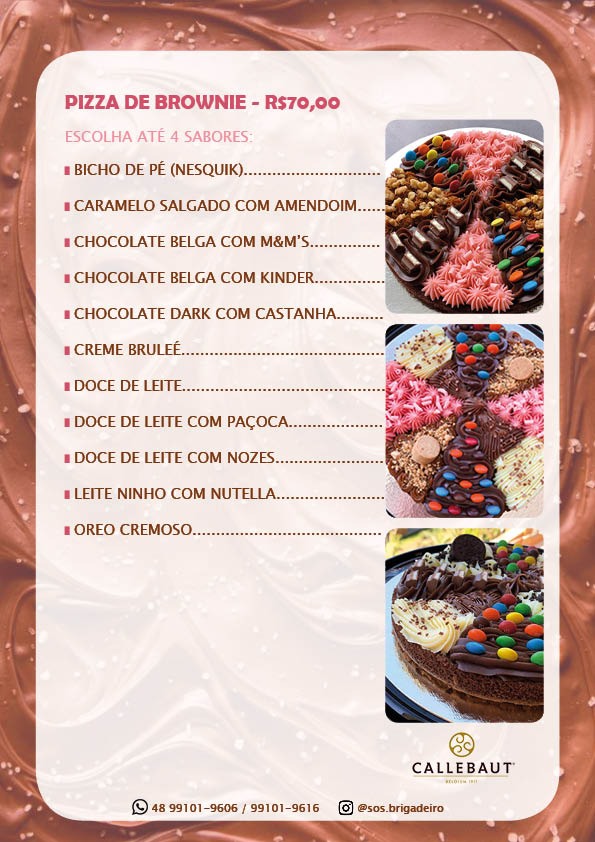 PIZZA DE BROWNIE - R$70,00
ESCOLHA ATÉ 4 SABORES:
BICHO DE PÉ (NESQUIK)............................
CARAMELO SALGADO COM AMENDOIM......
CHOCOLATE BELGA COM M&M'S...............
CHOCOLATE BELGA COM KINDER...............
CHOCOLATE DARK COM CASTANHA..........
CREME BRULEÉ..........................................
DOCE DE LEITE..........................................
DOCE DE LEITE COM PAÇOCA....................
DOCE DE LEITE COM NOZES.......................
LEITE NINHO COM NUTELLA.......................
OREO CREMOSO........................................
CALLEBAUT
BELGIUM 1911
48 99101-9606 / 99101-9616 @sos.brigadeiro